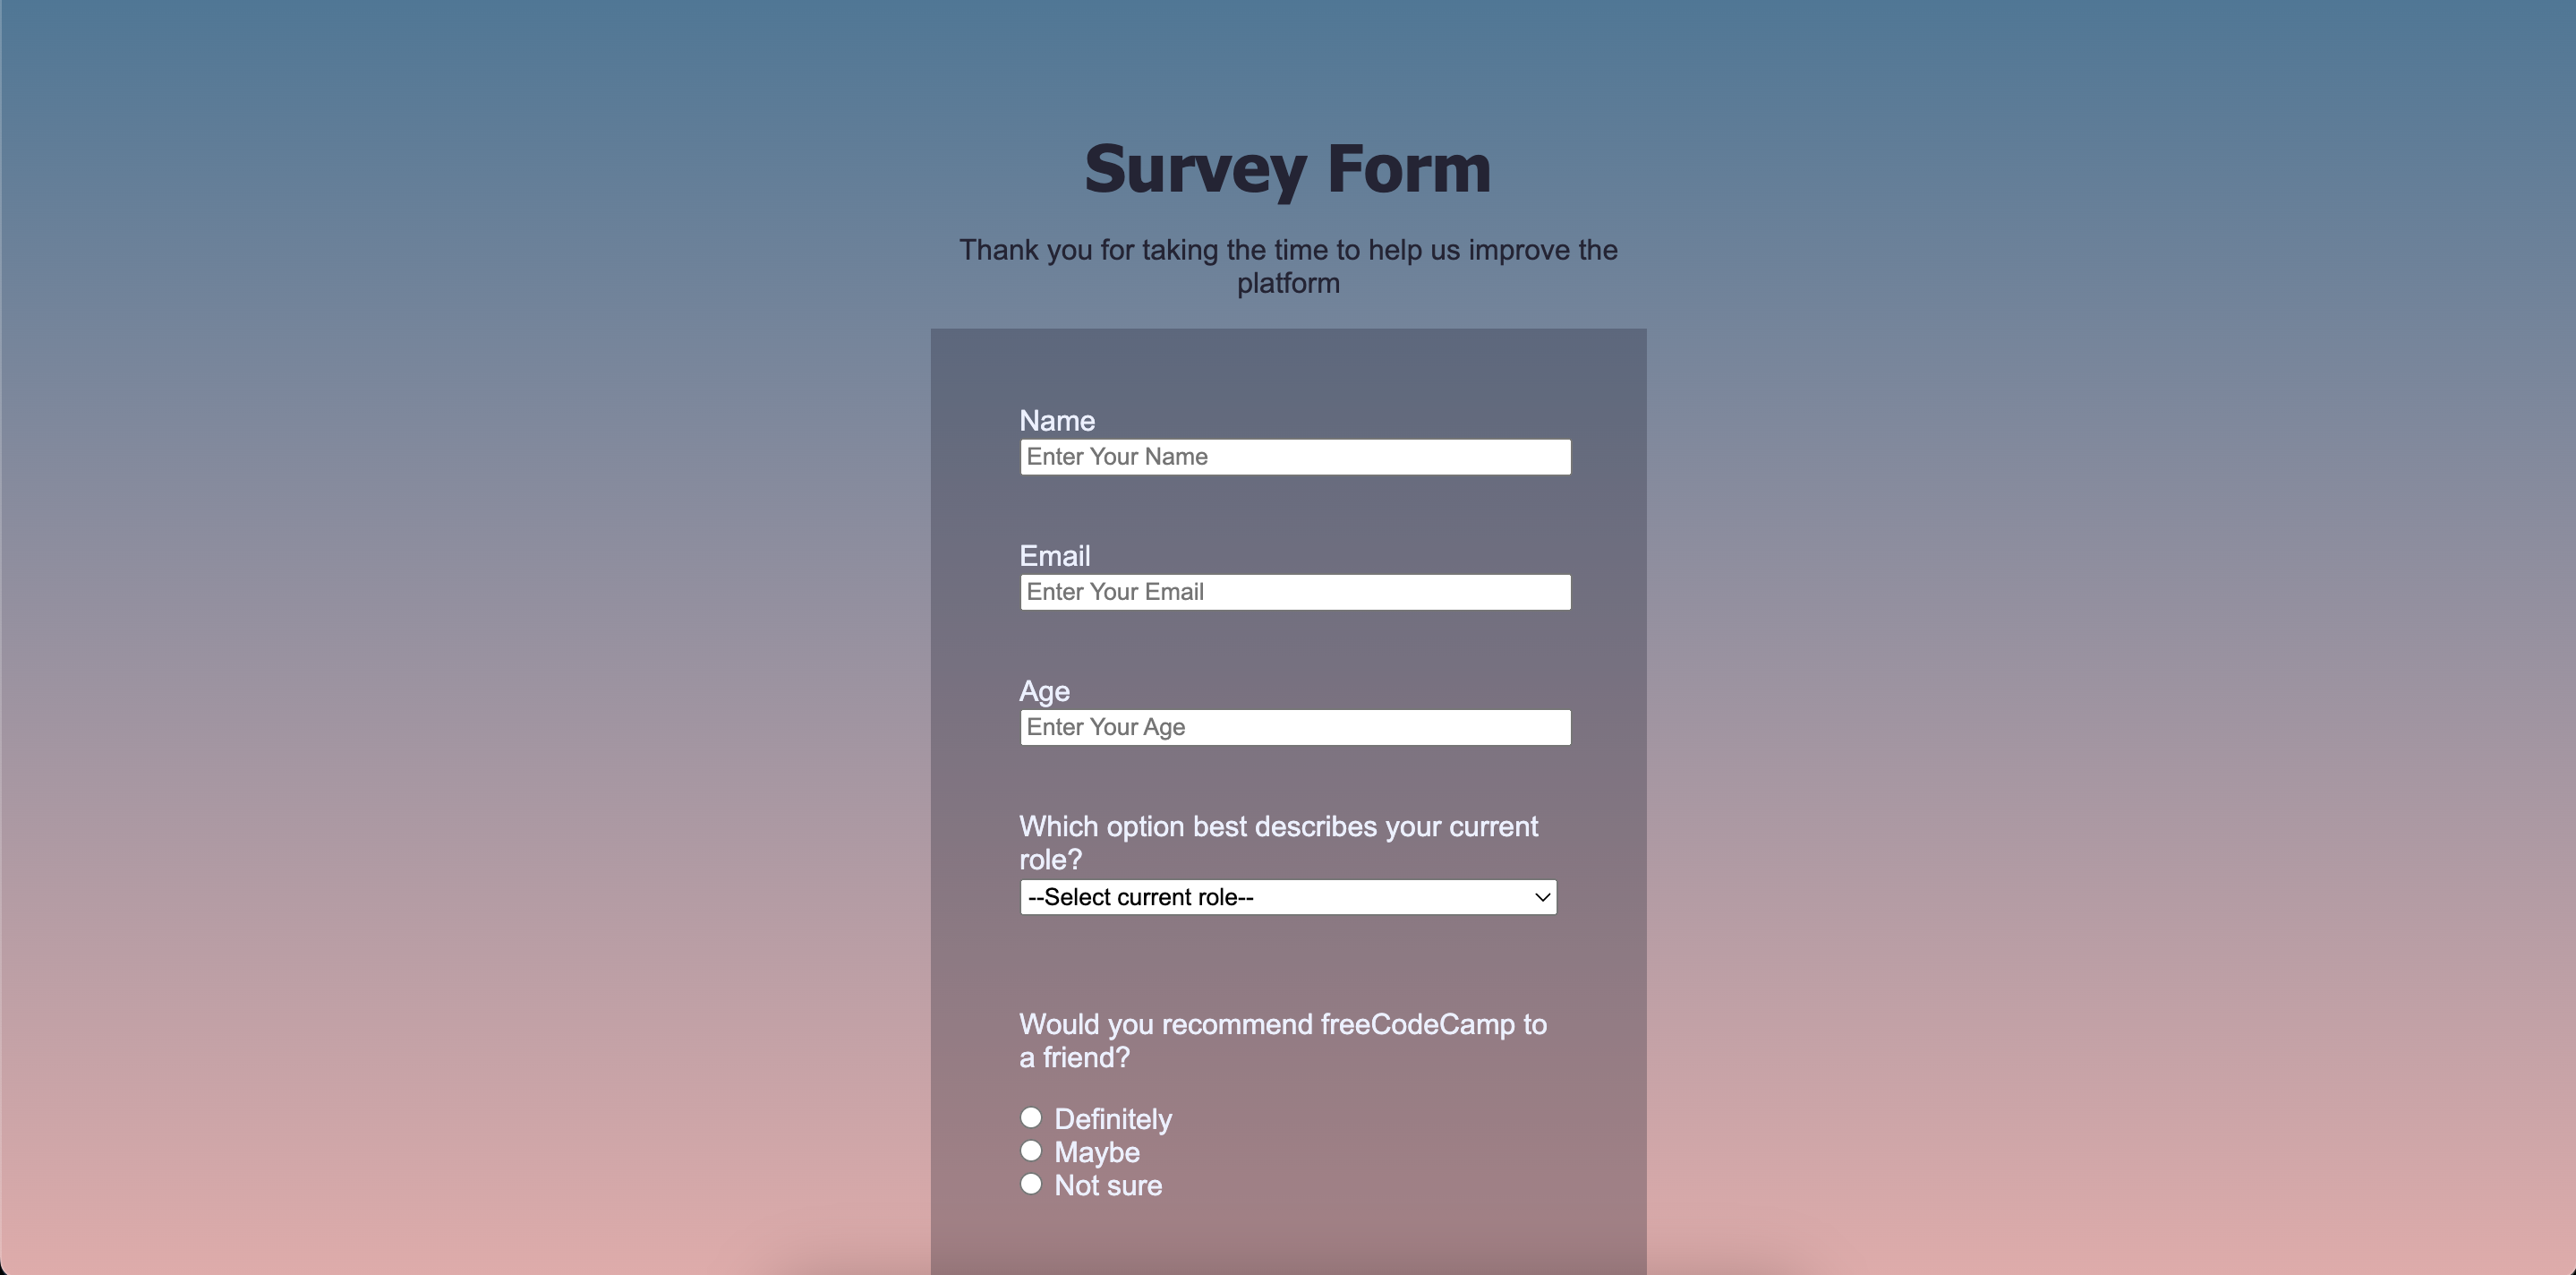 Survey Form
Thank you for taking the time to help us improve the
platform
Name
Enter Your Name
Email
Enter Your Email
Age
Enter Your Age
Which option best describes your current
role?
--Select current role--
Would you recommend freeCodeCamp to
a friend?
Definitely
Maybe
Not sure